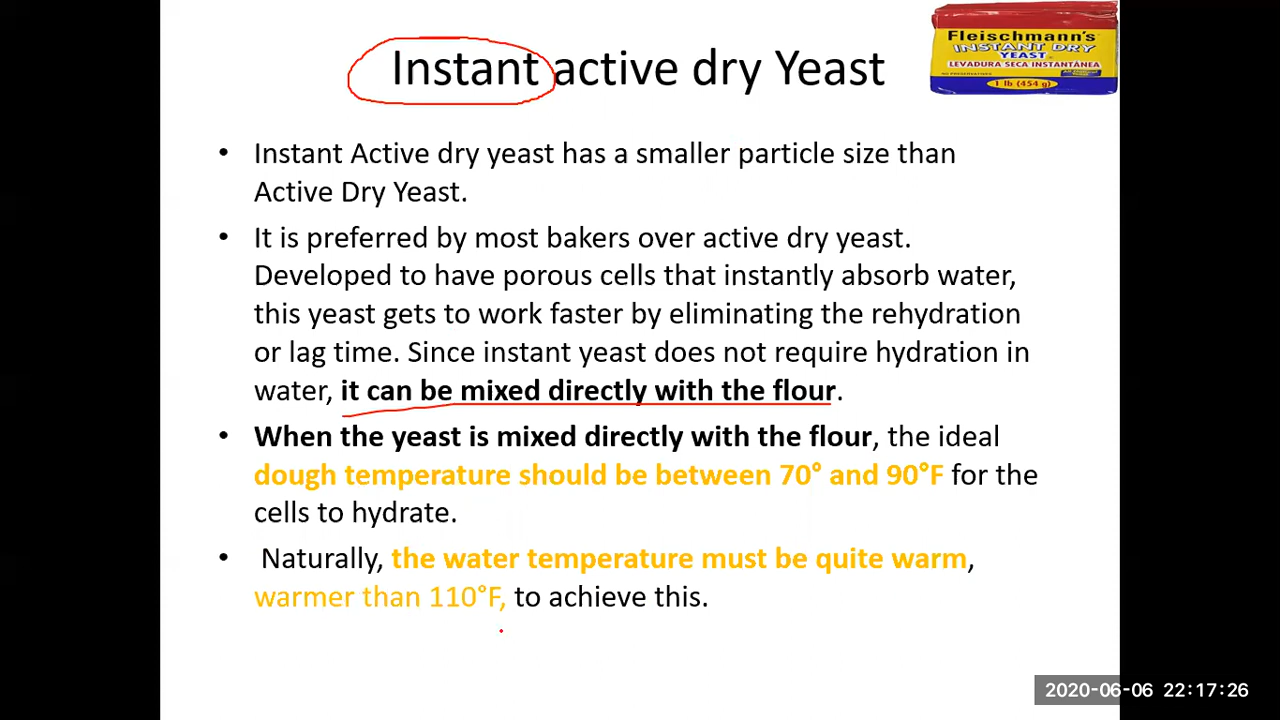 Instant active dry Yeast
Fleischmann's
INSTANT DRY
YEAST
LEVADURA SECA INSTANTÁNEA
NO PRESERVATIVES
1 lb (454 g)
• Instant Active dry yeast has a smaller particle size than
Active Dry Yeast.
• It is preferred by most bakers over active dry yeast.
Developed to have porous cells that instantly absorb water,
this yeast gets to work faster by eliminating the rehydration
or lag time. Since instant yeast does not require hydration in
water, it can be mixed directly with the flour.
• When the yeast is mixed directly with the flour, the ideal
dough temperature should be between 70° and 90°F for the
cells to hydrate.
• Naturally, the water temperature must be quite warm,
warmer than 110°F, to achieve this.
2020-06-06 22:17:26